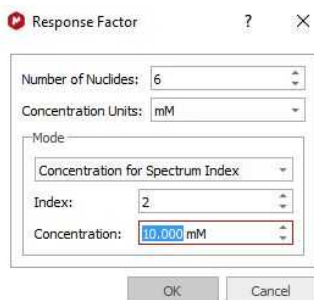 Response Factor ? X
Number of Nuclides: 6
Concentration Units: mM
Mode
Concentration for Spectrum Index
Index: 2
Concentration: 10.000 mM
OK Cancel